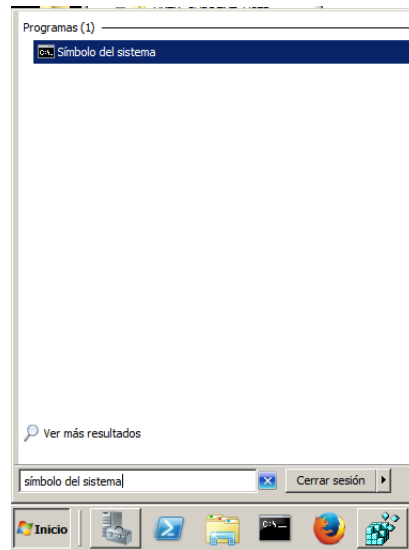 Programas (1)
C:\.
Símbolo del sistema
Ver más resultados
símbolo del sistema
Cerrar sesión
Inicio
C:\_